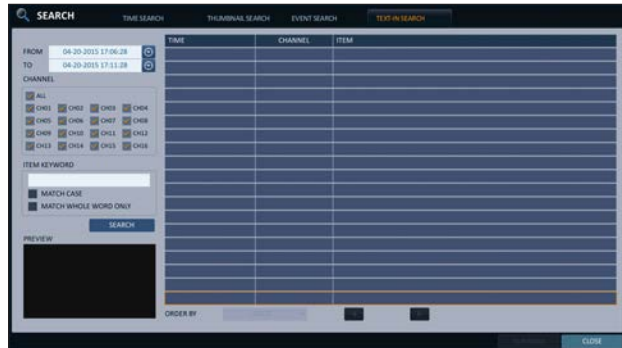 SEARCH
TIME SEARCH
THUMBNAIL SEARCH
EVENT SEARCH
TEXT-IN SEARCH
FROM 04-20-2015 17:06:28
TO 04-20-2015 17:11:28
CHANNEL
ALL
CH01 CH02 CH03 CH04
CH05 CH06 CH07 CH08
CH09 CH10 CH11 CH12
CH13 CH14 CH15 CH16
ITEM KEYWORD
MATCH CASE
MATCH WHOLE WORD ONLY
SEARCH
PREVIEW
TIME CHANNEL ITEM
ORDER BY
CLOSE